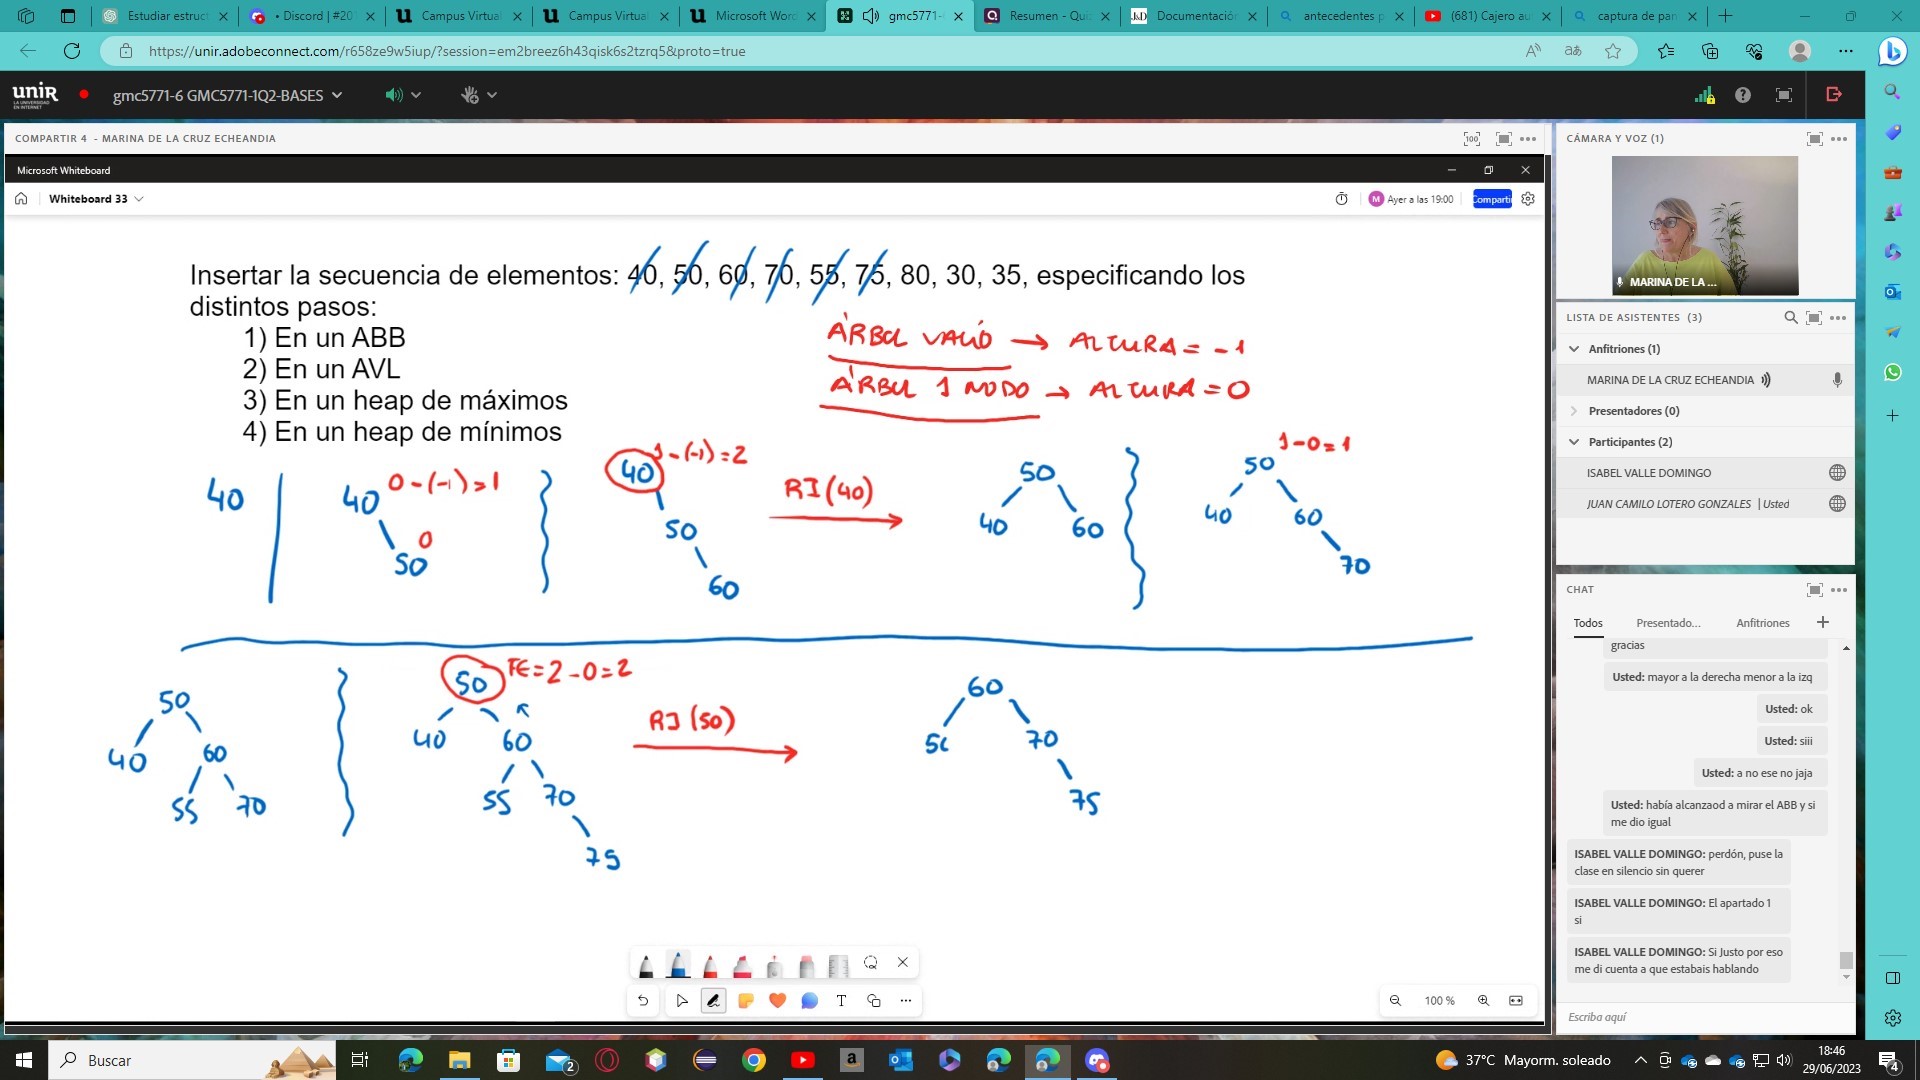 Estudiar estruct
• Discord | #20
Campus Virtua
Campus Virtua
Microsoft Word
gmc5771-
Resumen - Qui
Documentación
antecedentes p
(681) Cajero au
captura de pan
https://unir.adobeconnect.com/r658ze9w5iup/?session=em2breez6h43qisk6s2tzrq5&proto=true
unir
LA UNIVERSIDAD EN INTERNET
gmc5771-6 GMC5771-1Q2-BASES
COMPARTIR 4 - MARINA DE LA CRUZ ECHEANDIA
Microsoft Whiteboard
Whiteboard 33
M Ayer a las 19:00
Comparti
Insertar la secuencia de elementos: 40, 50, 60, 70, 55, 75, 80, 30, 35, especificando los
distintos pasos:
1) En un ABB
2) En un AVL
3) En un heap de máximos
4) En un heap de mínimos
ÁRBOL VACÍO → ALTURA = -1
ÁRBOL 1 NODO → ALTURA = 0
40
40 0-(-1)=1
0
50
40 1-(-1)=2
50
60
RI(40)
50
40 60
1-0=1
50
40 60
70
50
40 60
55 70
50 FE=2-0=2
40 60
55 70
75
RI(50)
60
5( 70
75
100 %
CÁMARA Y VOZ (1)
MARINA DE LA ...
LISTA DE ASISTENTES (3)
Anfitriones (1)
MARINA DE LA CRUZ ECHEANDIA
Presentadores (0)
Participantes (2)
ISABEL VALLE DOMINGO
JUAN CAMILO LOTERO GONZALES | Usted
CHAT
Todos
Presentado...
Anfitriones
gracias
Usted: mayor a la derecha menor a la izq
Usted: ok
Usted: siii
Usted: a no ese no jaja
Usted: había alcanzaod a mirar el ABB y si
me dio igual
ISABEL VALLE DOMINGO: perdón, puse la
clase en silencio sin querer
ISABEL VALLE DOMINGO: El apartado 1
si
ISABEL VALLE DOMINGO: Si Justo por eso
me di cuenta a que estabais hablando
Escriba aquí
Buscar
2
37°C Mayorm. soleado
18:46
29/06/2023
4